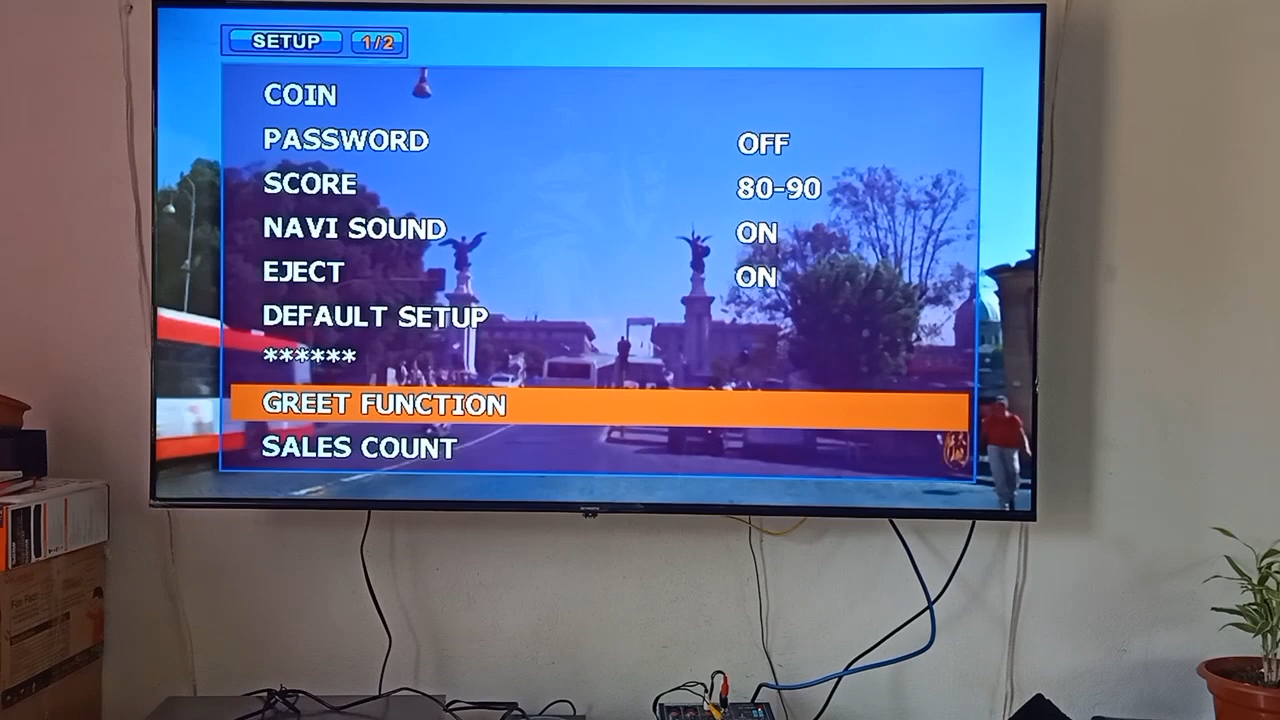 SETUP 1/2
COIN
PASSWORD OFF
SCORE 80-90
NAVI SOUND ON
EJECT ON
DEFAULT SETUP
******
GREET FUNCTION
SALES COUNT